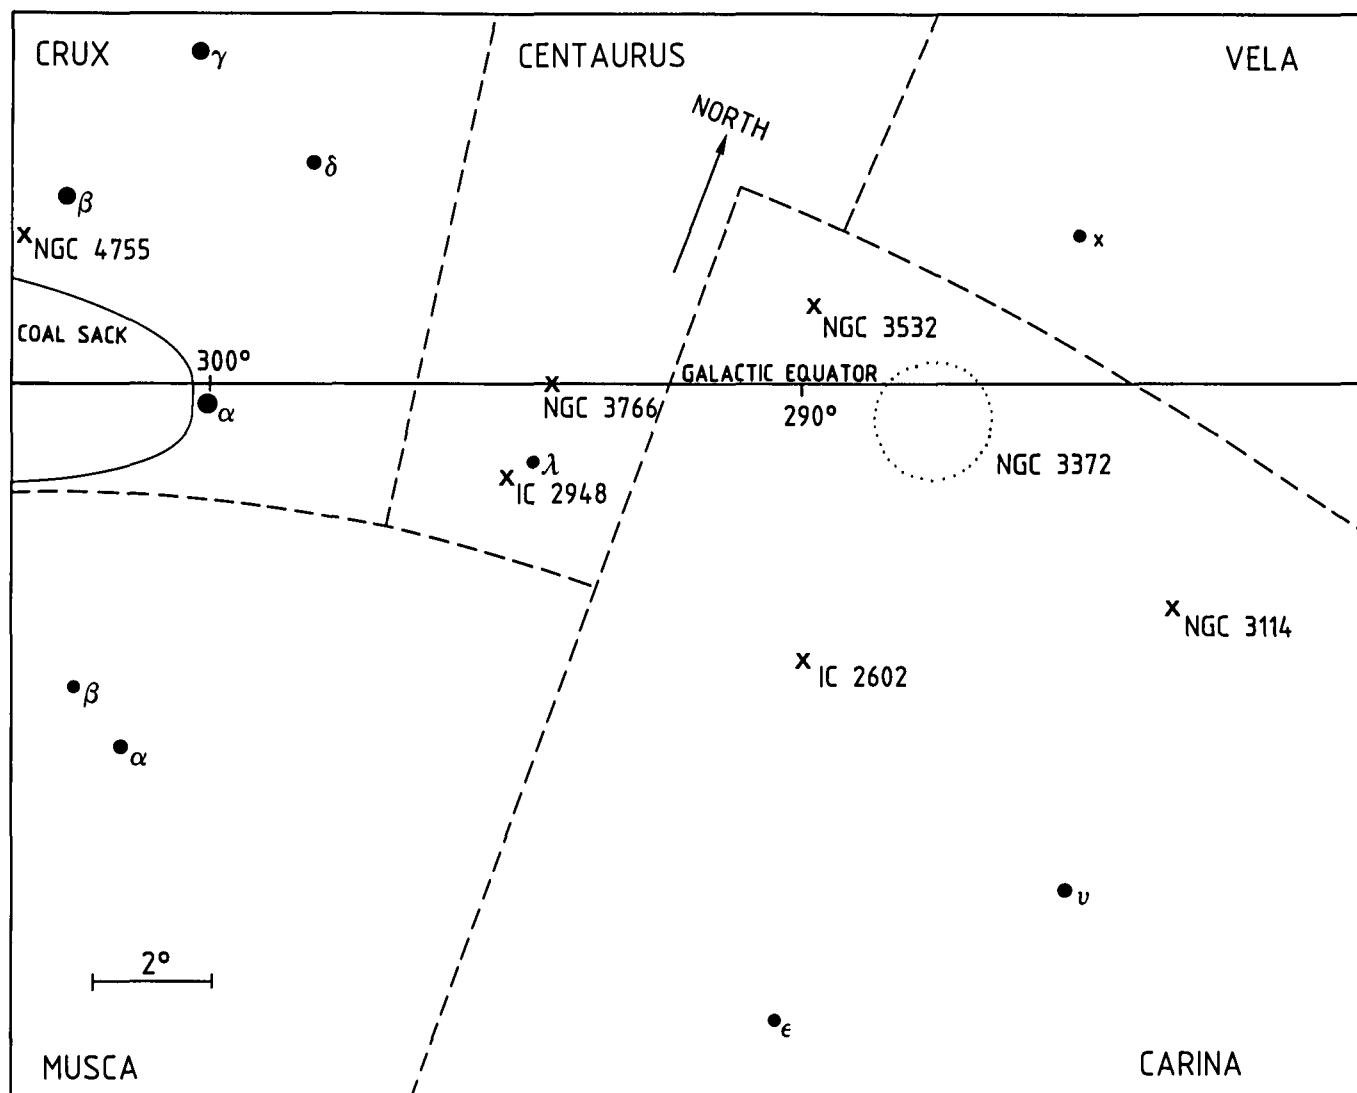 CRUX
γ
CENTAURUS
VELA
NORTH
δ
β
x
NGC 4755
NGC 3532
COAL SACK
300°
GALACTIC EQUATOR
α
NGC 3766
290°
λ
NGC 3372
IC 2948
NGC 3114
IC 2602
β
α
υ
2°
ε
MUSCA
CARINA